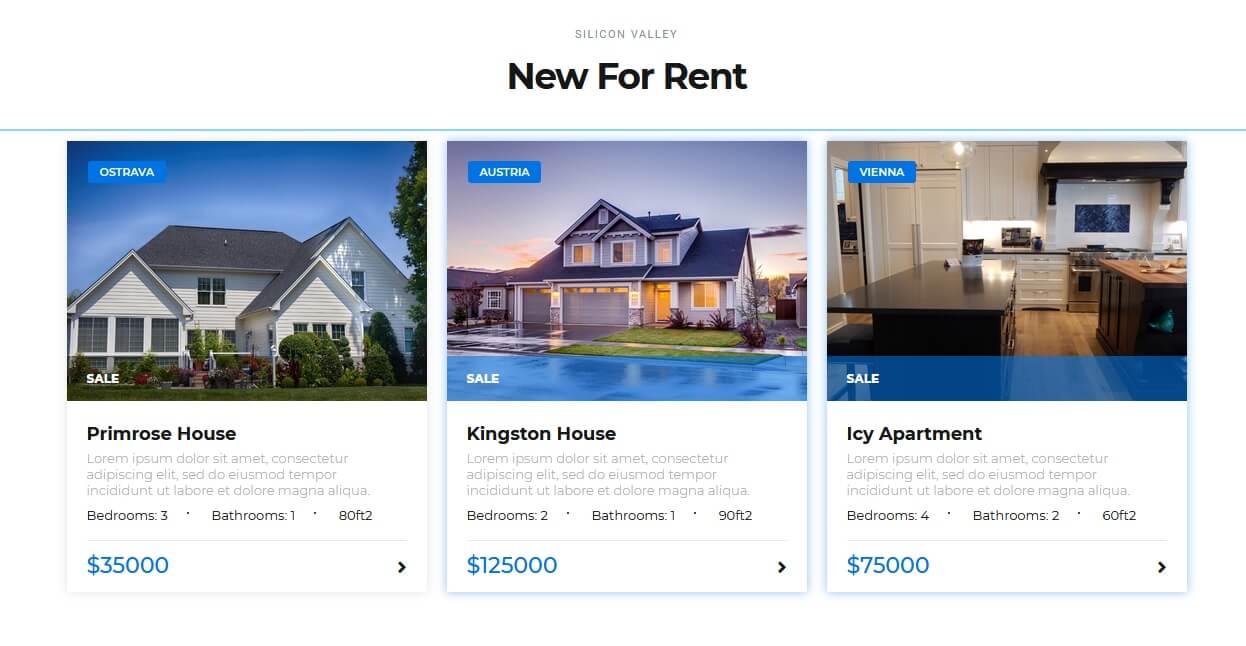 SILICON VALLEY
New For Rent
OSTRAVA
SALE
Primrose House
Lorem ipsum dolor sit amet, consectetur
adipiscing elit, sed do eiusmod tempor
incididunt ut labore et dolore magna aliqua.
Bedrooms: 3 · Bathrooms: 1 · 80ft2
$35000
AUSTRIA
SALE
Kingston House
Lorem ipsum dolor sit amet, consectetur
adipiscing elit, sed do eiusmod tempor
incididunt ut labore et dolore magna aliqua.
Bedrooms: 2 · Bathrooms: 1 · 90ft2
$125000
VIENNA
SALE
Icy Apartment
Lorem ipsum dolor sit amet, consectetur
adipiscing elit, sed do eiusmod tempor
incididunt ut labore et dolore magna aliqua.
Bedrooms: 4 · Bathrooms: 2 · 60ft2
$75000